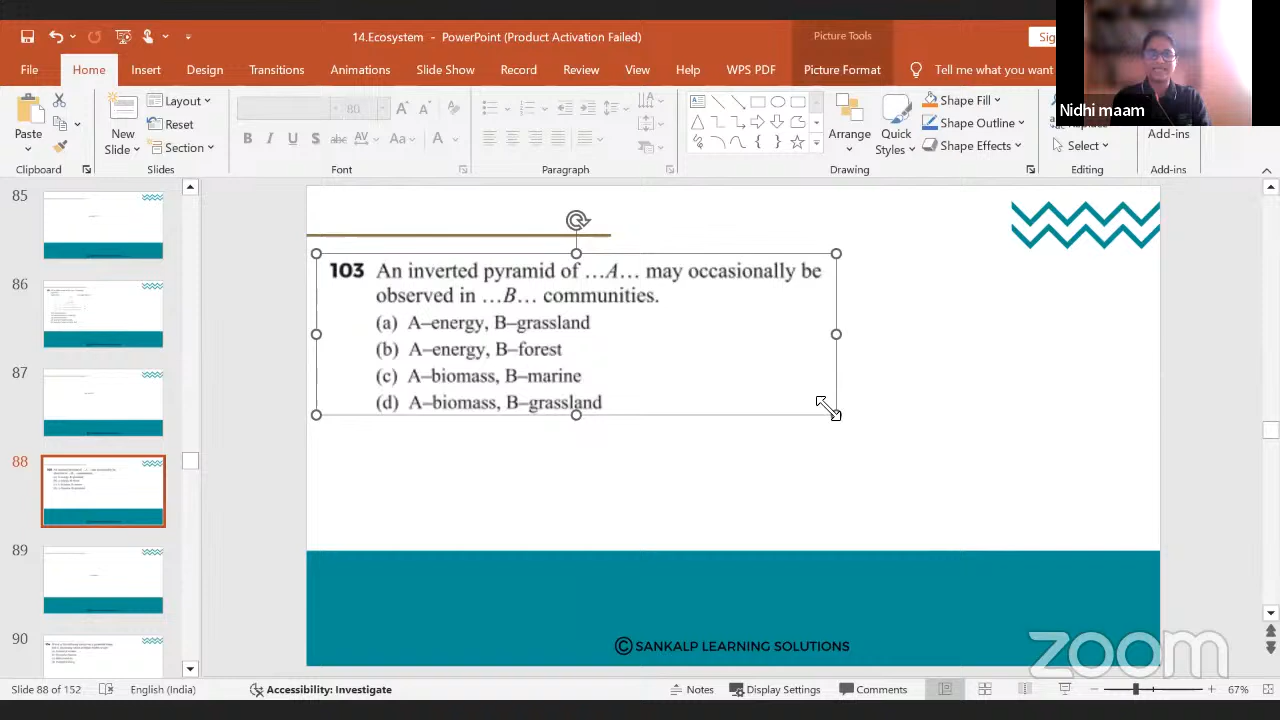 14.Ecosystem - PowerPoint (Product Activation Failed)
Picture Tools
Sig
File Home Insert Design Transitions Animations Slide Show Record Review View Help WPS PDF Picture Format Tell me what you want
Nidhi maam
Paste
Clipboard
New
Slide
Layout
Reset
Section
Slides
80
B I U S ab AV Aa A
Font
Paragraph
Arrange
Quick
Styles
Shape Fill
Shape Outline
Shape Effects
Drawing
Select
Editing
Add-ins
Add-ins
85
86
87
88
89
90
103 An inverted pyramid of ...A... may occasionally be
observed in ...B... communities.
(a) A–energy, B–grassland
(b) A–energy, B–forest
(c) A–biomass, B–marine
(d) A–biomass, B–grassland
© SANKALP LEARNING SOLUTIONS
zoom
Slide 88 of 152 English (India) Accessibility: Investigate Notes Display Settings Comments 67%